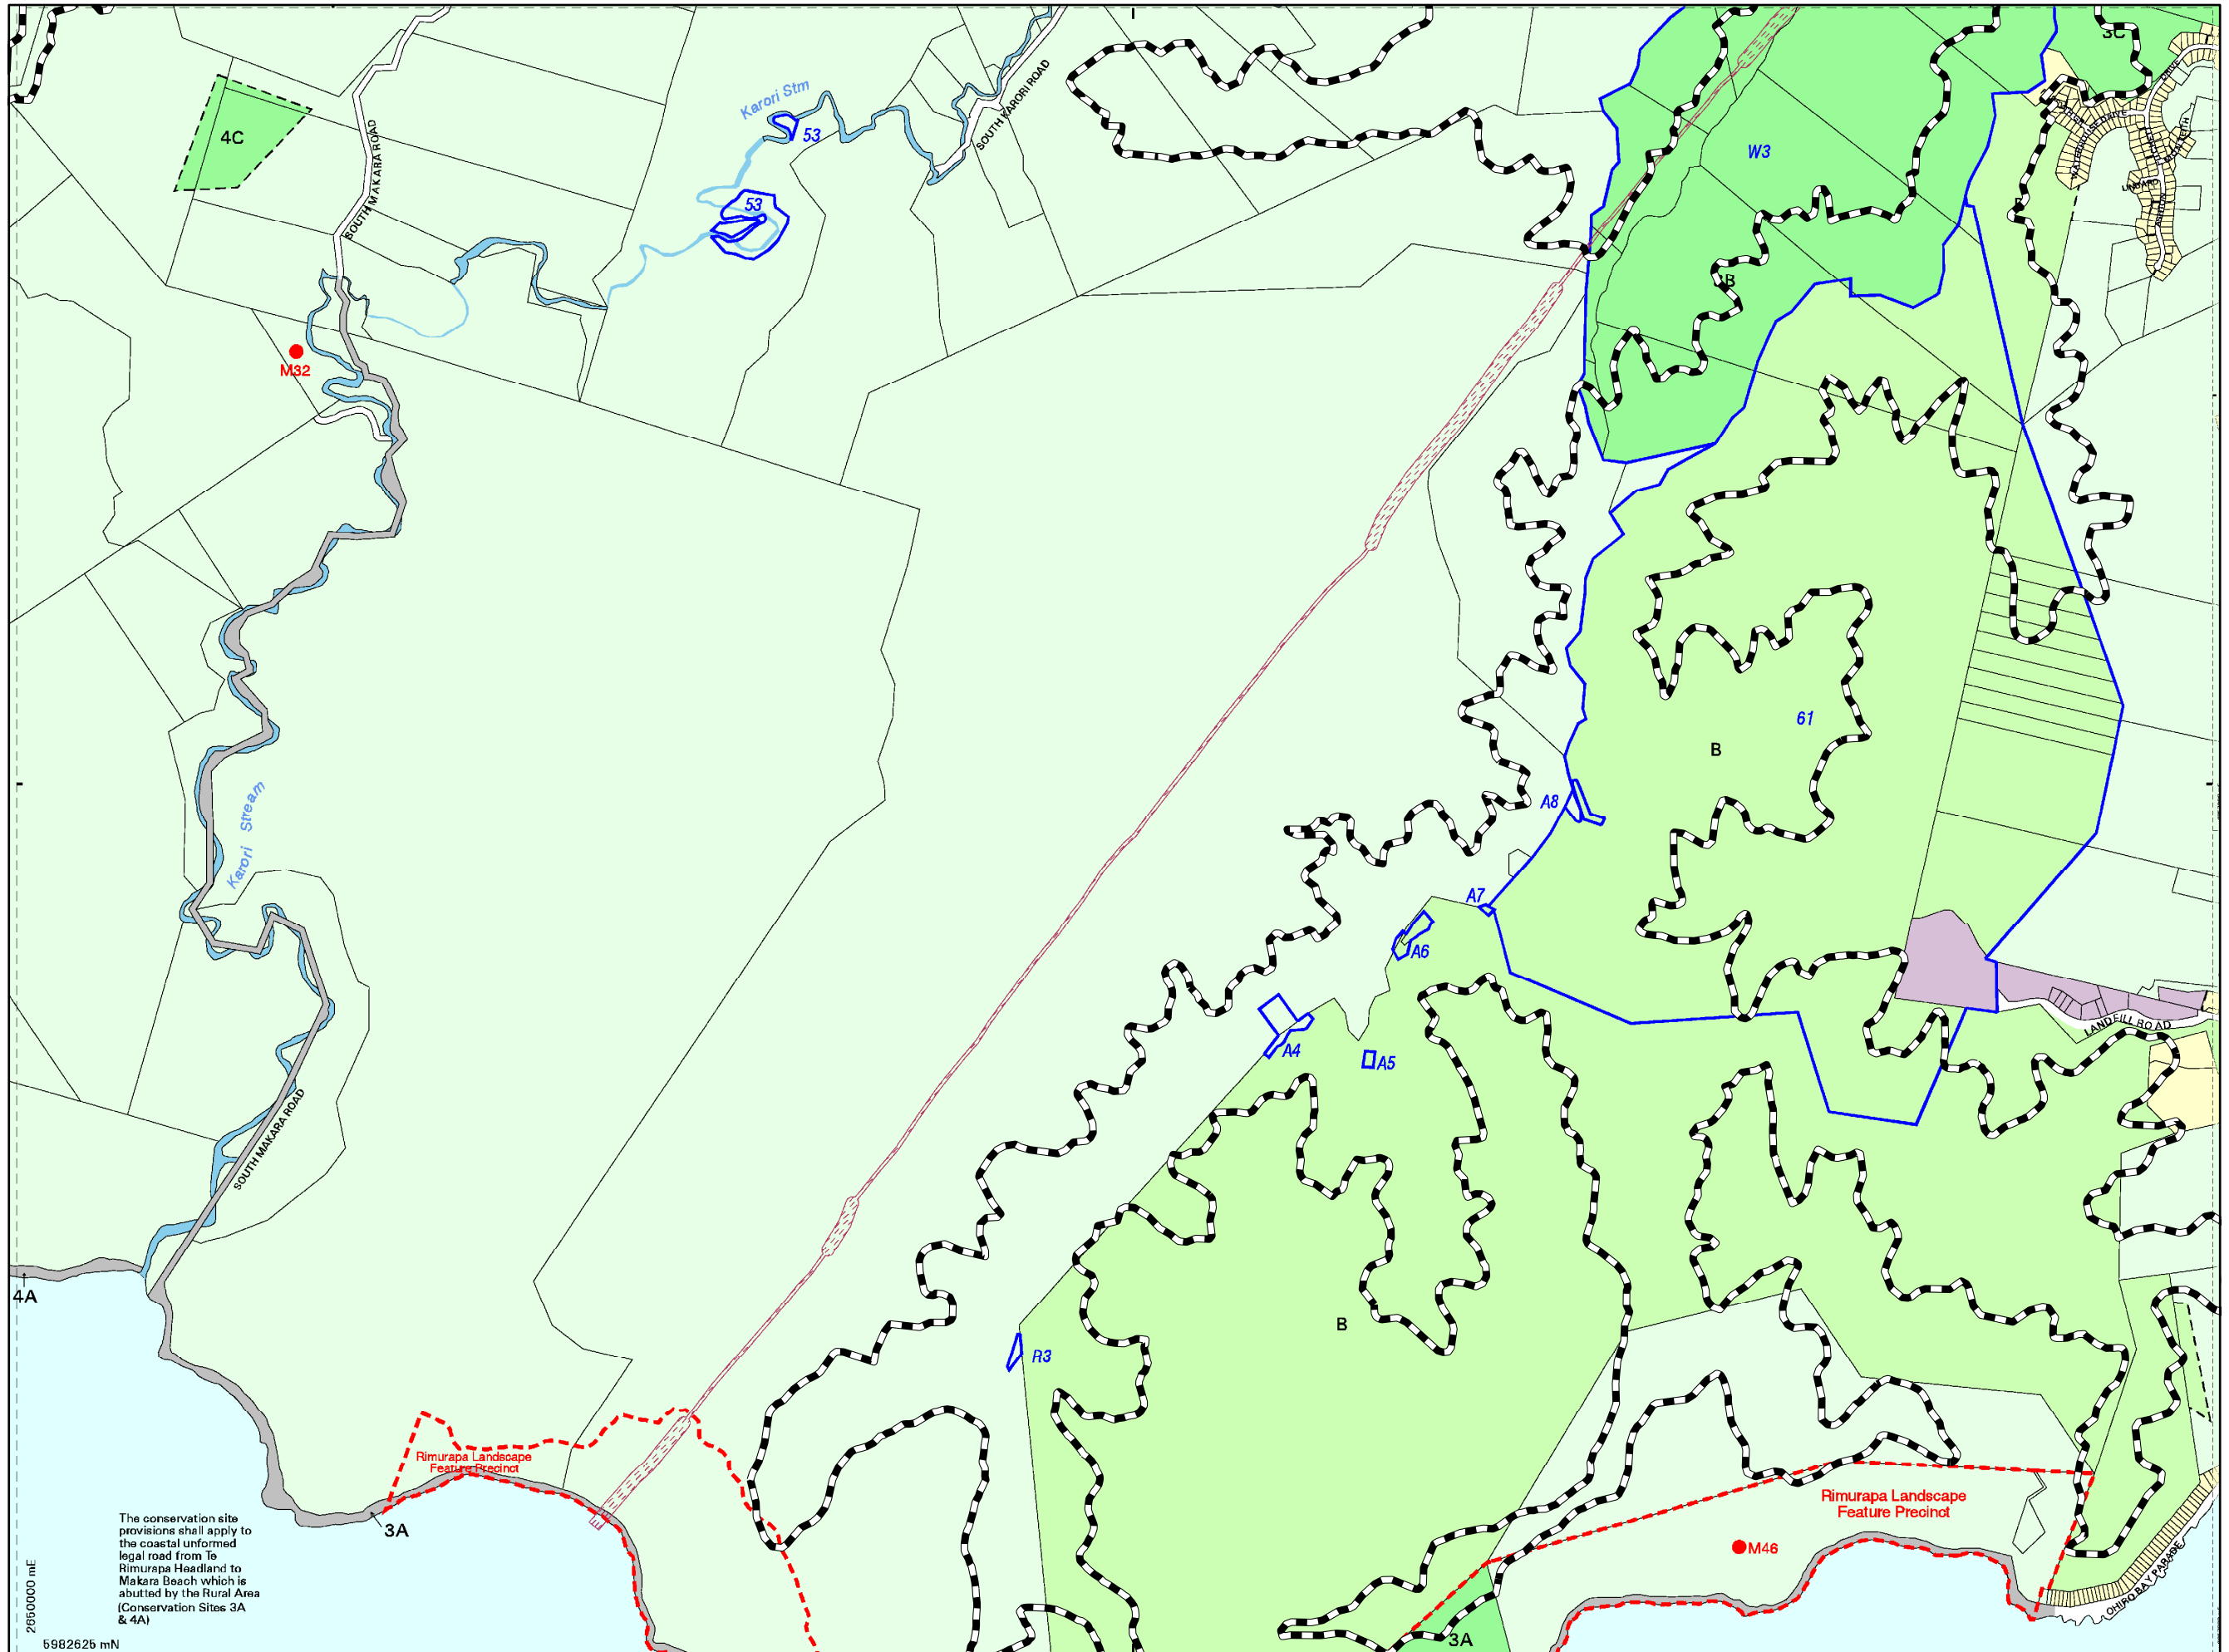 3C
DRIVE
Karori Stm
SOUTH KARORI ROAD
53
4C
SOUTH MAKARA ROAD
W3
LINGARD
53
M32
61
B
A8
Karori Stream
A7
A6
A4
A5
LANDFILL ROAD
SOUTH MAKARA ROAD
4A
B
R3
Rimurapa Landscape
Feature Precinct
Rimurapa Landscape
Feature Precinct
3A
M46
The conservation site
provisions shall apply to
the coastal unformed
legal road from Te
Rimurapa Headland to
Makara Beach which is
abutted by the Rural Area
(Conservation Sites 3A
& 4A)
OHIRO BAY PARADE
3A
2650000 mE
5982625 mN